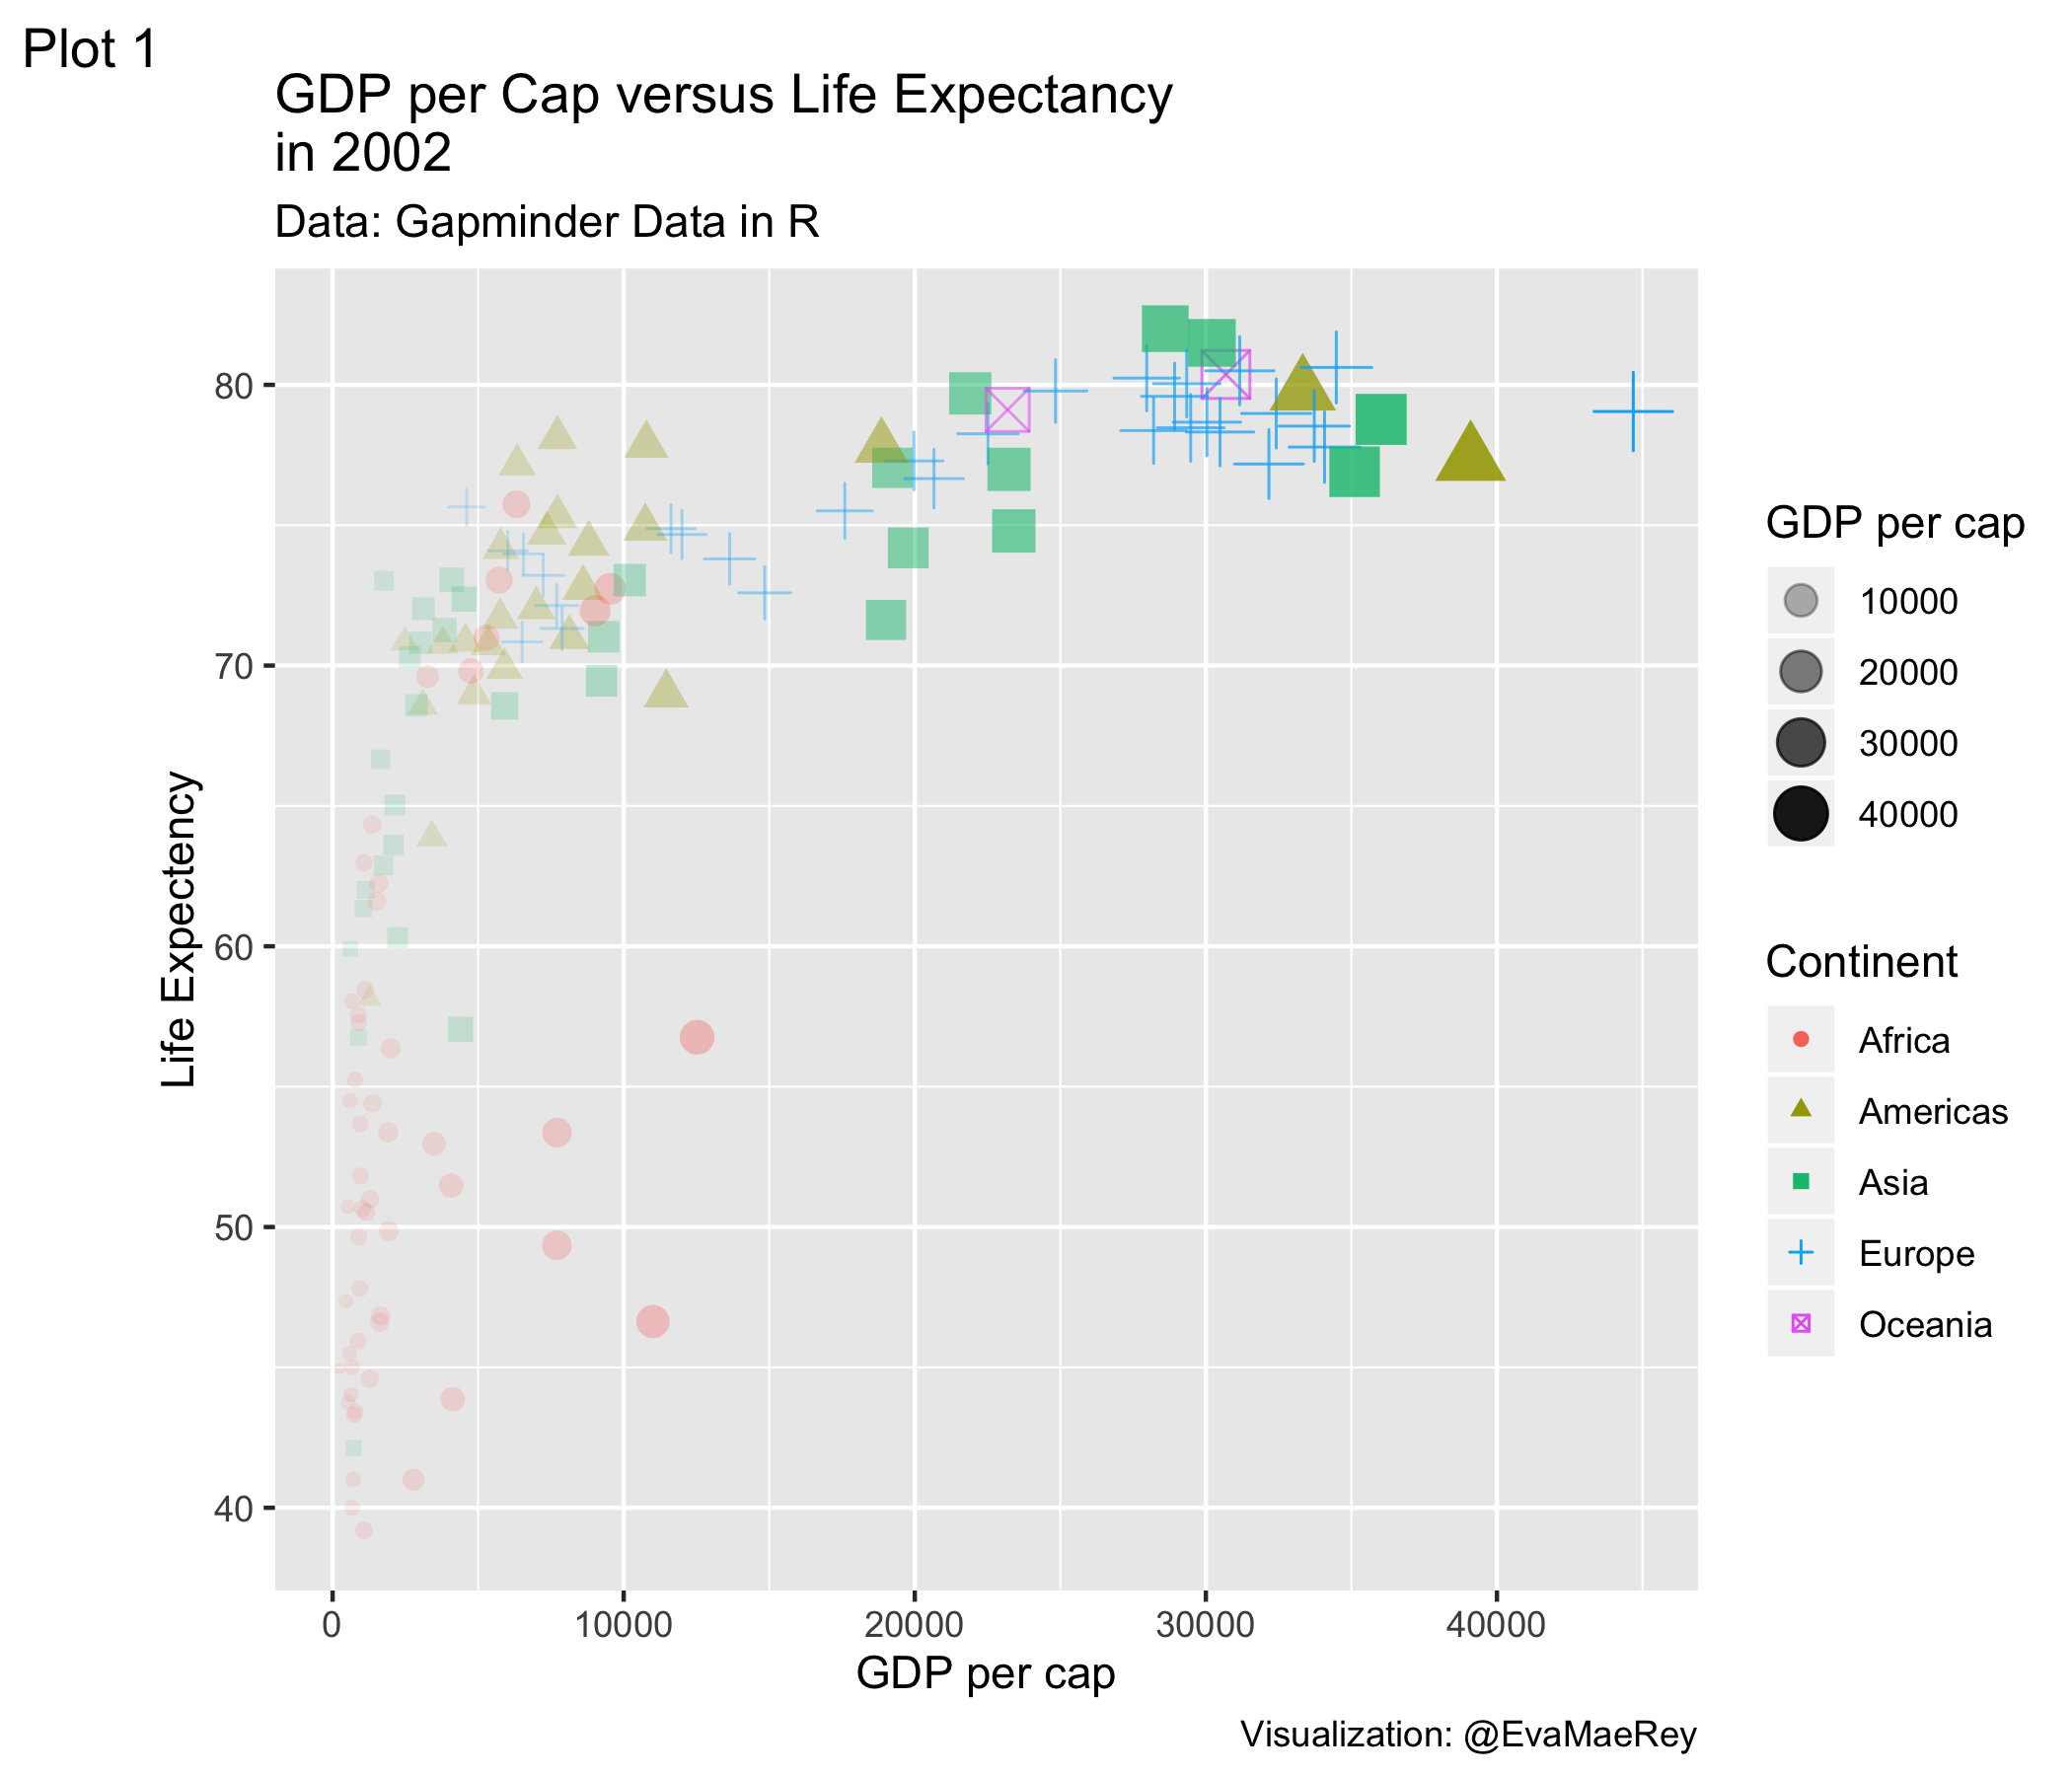 Plot 1
GDP per Cap versus Life Expectancy
in 2002
Data: Gapminder Data in R
Life Expectency
80
70
60
50
40
0 10000 20000 30000 40000
GDP per cap
GDP per cap
10000
20000
30000
40000
Continent
Africa
Americas
Asia
Europe
Oceania
Visualization: @EvaMaeRey